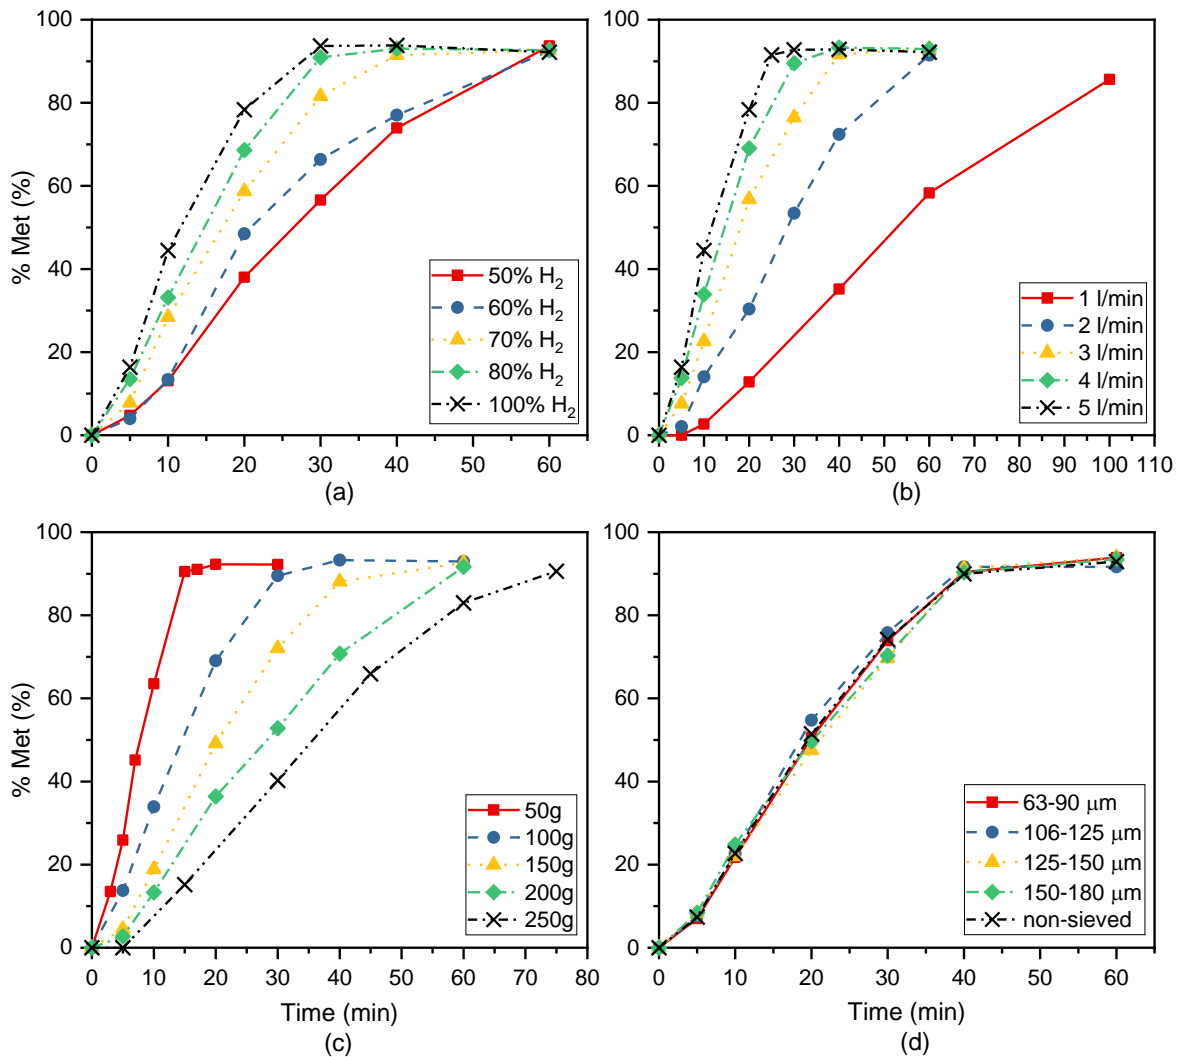 100
80
60
40
20
0
% Met (%)
50% H2
60% H2
70% H2
80% H2
100% H2
0 10 20 30 40 50 60
(a)
100
80
60
40
20
0
1 l/min
2 l/min
3 l/min
4 l/min
5 l/min
0 10 20 30 40 50 60 70 80 90 100 110
(b)
100
80
60
40
20
0
% Met (%)
50g
100g
150g
200g
250g
0 10 20 30 40 50 60 70 80
Time (min)
(c)
100
80
60
40
20
0
63-90 μm
106-125 μm
125-150 μm
150-180 μm
non-sieved
0 10 20 30 40 50 60
Time (min)
(d)